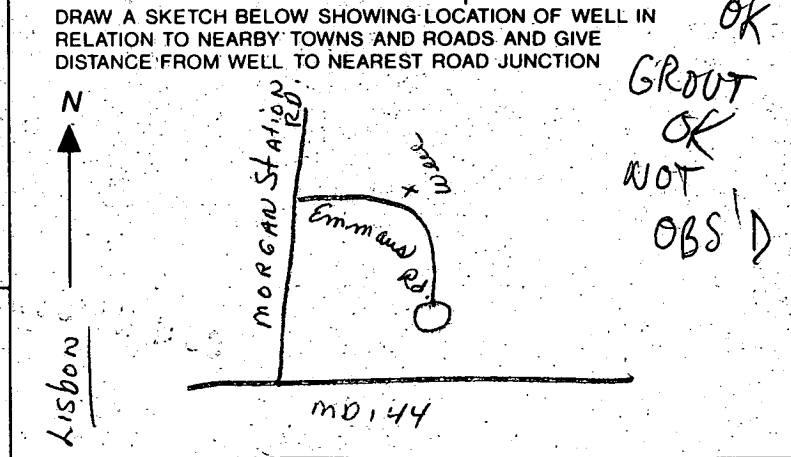 DRAW A SKETCH BELOW SHOWING LOCATION OF WELL IN
RELATION TO NEARBY TOWNS AND ROADS AND GIVE
DISTANCE FROM WELL TO NEAREST ROAD JUNCTION
OK
GROUT
OK
NOT
OBS'D
N
MORGAN StAtiON
RD.
Well
x
Emmaus
Rd.
Lisbon
MD 144